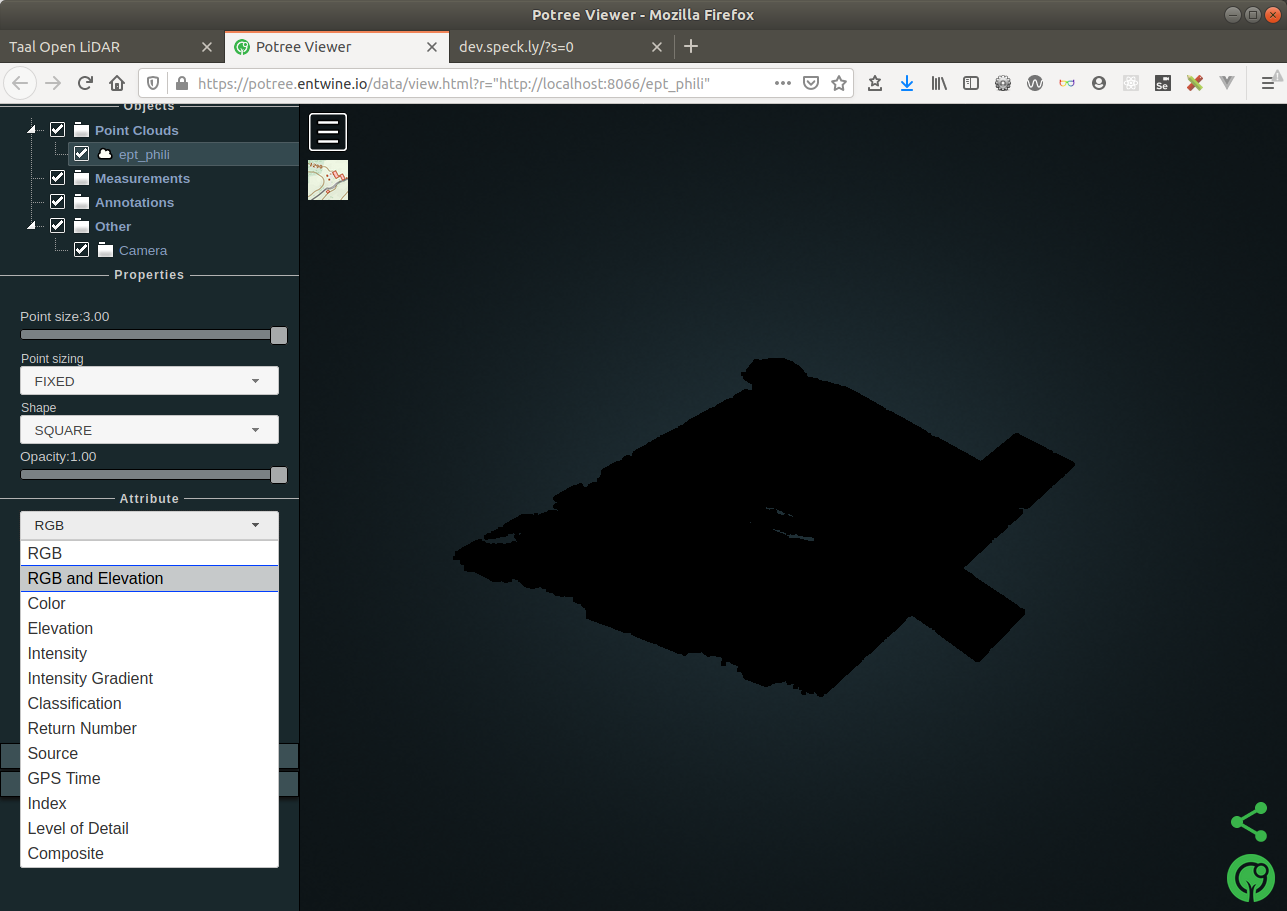 Potree Viewer - Mozilla Firefox
Taal Open LiDAR
Potree Viewer
dev.speck.ly/?s=0
https://potree.entwine.io/data/view.html?r="http://localhost:8066/ept_phili"
Se
Objects
Point Clouds
ept_phili
Measurements
Annotations
Other
Camera
Properties
Point size:3.00
Point sizing
FIXED
Shape
SQUARE
Opacity:1.00
Attribute
RGB
RGB
RGB and Elevation
Color
Elevation
Intensity
Intensity Gradient
Classification
Return Number
Source
GPS Time
Index
Level of Detail
Composite